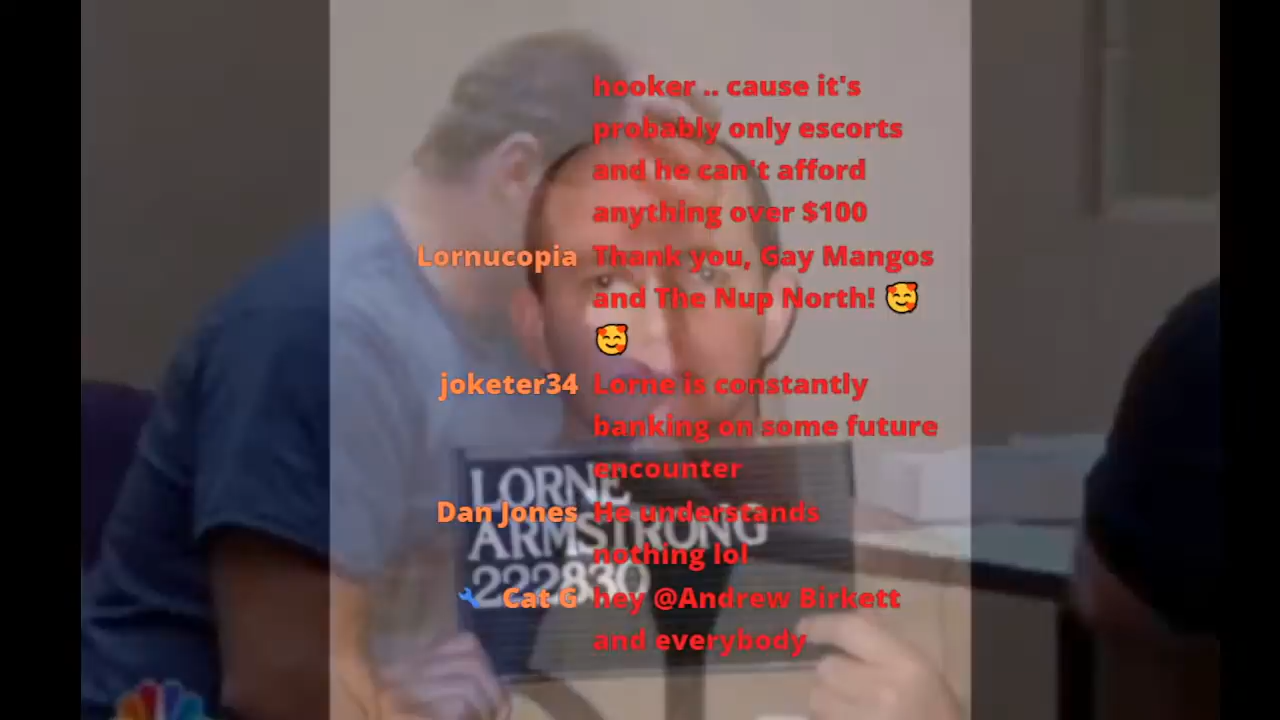 hooker .. cause it's
probably only escorts
and he can't afford
anything over $100
Lornucopia Thank you, Gay Mangos
and The Nup North! 🥰
🥰
joketer34 Lorne is constantly
banking on some future
encounter
Dan Jones He understands
nothing lol
Cat G hey @Andrew Birkett
and everybody
LORNE
ARMSTRONG
222830